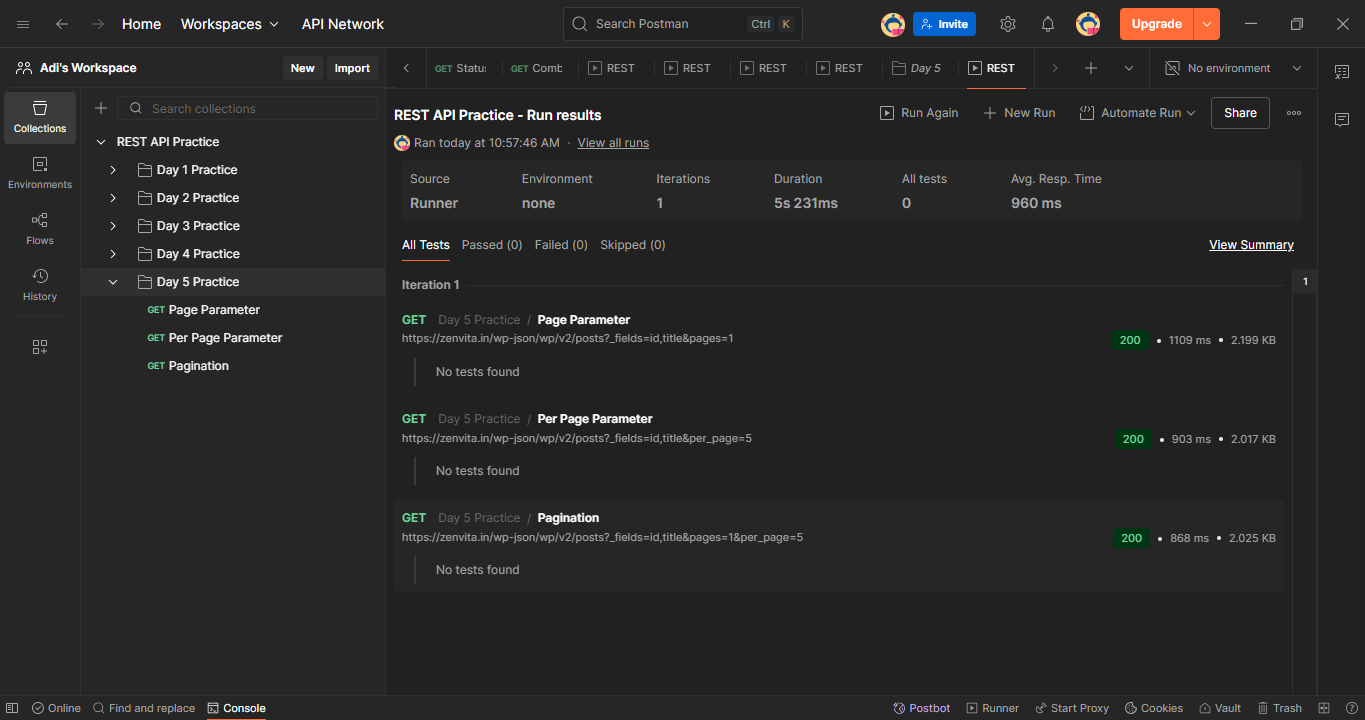 Home Workspaces API Network Search Postman Ctrl K Invite Upgrade
Adi's Workspace New Import GET Status GET Comb REST REST REST REST Day 5 REST No environment
Collections
Environments
Flows
History
Search collections
REST API Practice
Day 1 Practice
Day 2 Practice
Day 3 Practice
Day 4 Practice
Day 5 Practice
GET Page Parameter
GET Per Page Parameter
GET Pagination
REST API Practice - Run results Run Again New Run Automate Run Share
Ran today at 10:57:46 AM · View all runs
Source Environment Iterations Duration All tests Avg. Resp. Time
Runner none 1 5s 231ms 0 960 ms
All Tests Passed (0) Failed (0) Skipped (0) View Summary
Iteration 1 1
GET Day 5 Practice / Page Parameter
https://zenvita.in/wp-json/wp/v2/posts?_fields=id,title&pages=1 200 • 1109 ms • 2.199 KB
No tests found
GET Day 5 Practice / Per Page Parameter
https://zenvita.in/wp-json/wp/v2/posts?_fields=id,title&per_page=5 200 • 903 ms • 2.017 KB
No tests found
GET Day 5 Practice / Pagination
https://zenvita.in/wp-json/wp/v2/posts?_fields=id,title&pages=1&per_page=5 200 • 868 ms • 2.025 KB
No tests found
Online Find and replace Console Postbot Runner Start Proxy Cookies Vault Trash